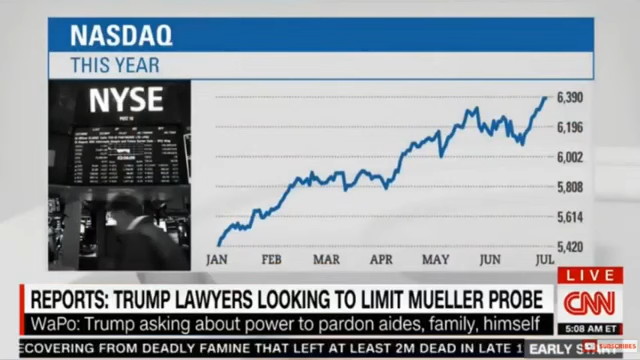 NASDAQ
THIS YEAR
NYSE
6,390
6,196
6,002
5,808
5,614
5,420
JAN FEB MAR APR MAY JUN JUL
LIVE
REPORTS: TRUMP LAWYERS LOOKING TO LIMIT MUELLER PROBE
CNN
WaPo: Trump asking about power to pardon aides, family, himself
5:08 AM ET
ECOVERING FROM DEADLY FAMINE THAT LEFT AT LEAST 2M DEAD IN LATE 1
EARLY
SUBSCRIBES